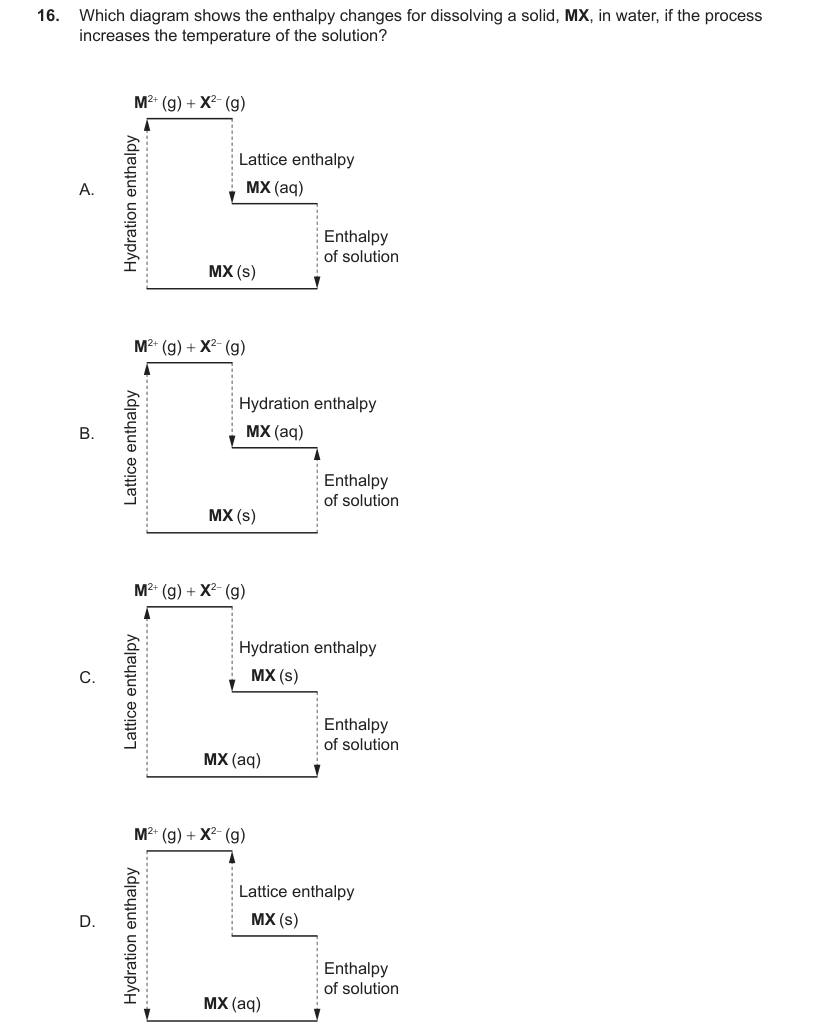 16. Which diagram shows the enthalpy changes for dissolving a solid, MX, in water, if the process
increases the temperature of the solution?
A.
M²⁺ (g) + X²⁻ (g)
Hydration enthalpy
Lattice enthalpy
MX (aq)
Enthalpy
of solution
MX (s)
B.
M²⁺ (g) + X²⁻ (g)
Lattice enthalpy
Hydration enthalpy
MX (aq)
Enthalpy
of solution
MX (s)
C.
M²⁺ (g) + X²⁻ (g)
Lattice enthalpy
Hydration enthalpy
MX (s)
Enthalpy
of solution
MX (aq)
D.
M²⁺ (g) + X²⁻ (g)
Hydration enthalpy
Lattice enthalpy
MX (s)
Enthalpy
of solution
MX (aq)